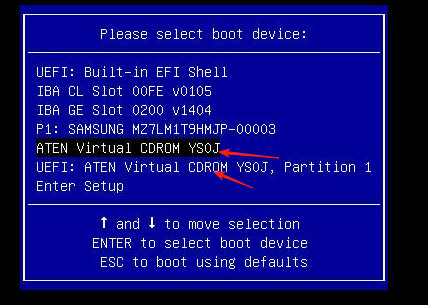 Please select boot device:
UEFI: Built-in EFI Shell
IBA CL Slot 00FE v0105
IBA GE Slot 0200 v1404
P1: SAMSUNG MZ7LM1T9HMJP-00003
ATEN Virtual CDROM YS0J
UEFI: ATEN Virtual CDROM YS0J, Partition 1
Enter Setup
↑ and ↓ to move selection
ENTER to select boot device
ESC to boot using defaults